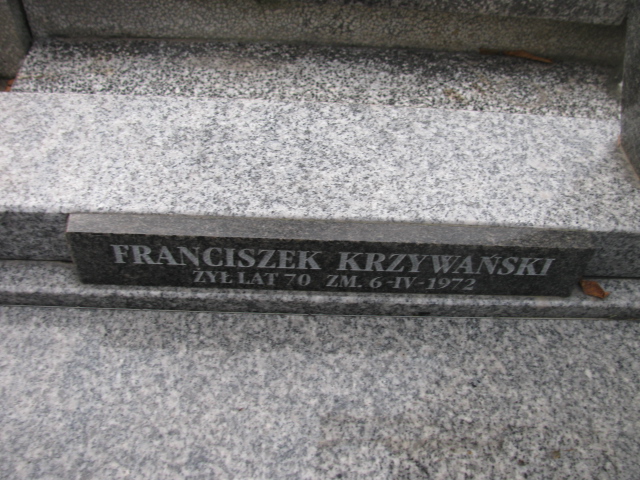 FRANCISZEK KRZYWAŃSKI
ŻYŁ LAT 70 ZM. 6-IV-1972